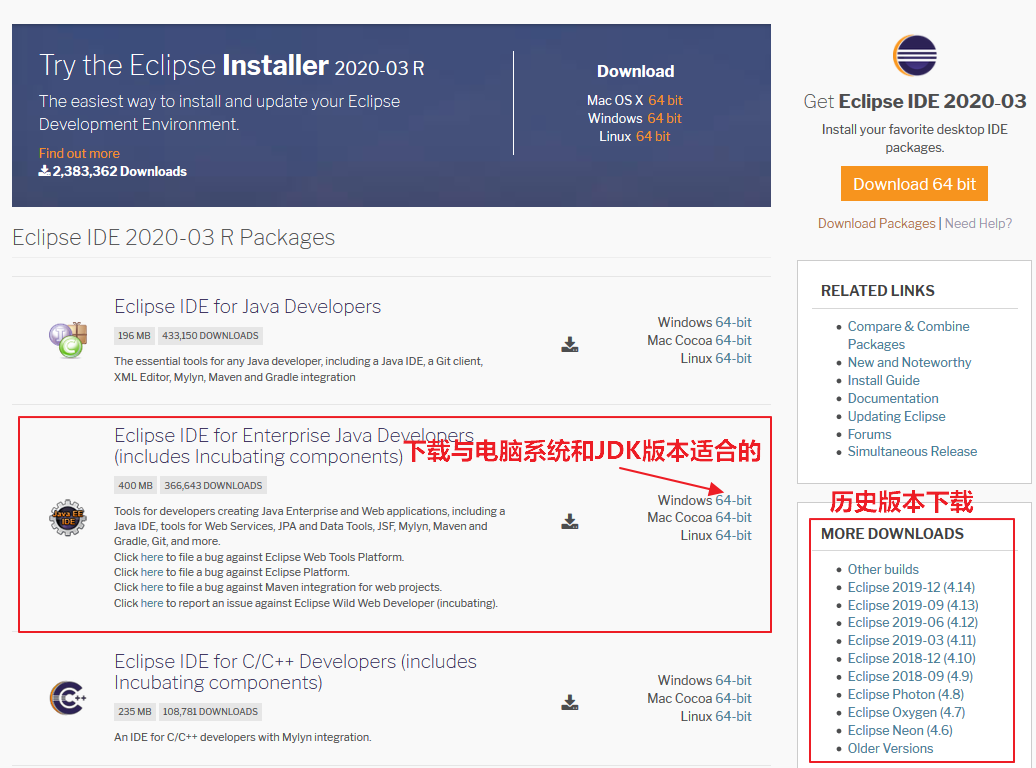 Try the Eclipse Installer 2020-03 R
The easiest way to install and update your Eclipse
Development Environment.
Find out more
2,383,362 Downloads
Download
Mac OS X 64 bit
Windows 64 bit
Linux 64 bit
Get Eclipse IDE 2020-03
Install your favorite desktop IDE
packages.
Download 64 bit
Download Packages | Need Help?
Eclipse IDE 2020-03 R Packages
Eclipse IDE for Java Developers
196 MB 433,150 DOWNLOADS
The essential tools for any Java developer, including a Java IDE, a Git client,
XML Editor, Mylyn, Maven and Gradle integration
Windows 64-bit
Mac Cocoa 64-bit
Linux 64-bit
Eclipse IDE for Enterprise Java Developers
(includes Incubating components)
下载与电脑系统和JDK版本适合的
400 MB 366,643 DOWNLOADS
Java EE
IDE
Tools for developers creating Java Enterprise and Web applications, including a
Java IDE, tools for Web Services, JPA and Data Tools, JSF, Mylyn, Maven and
Gradle, Git, and more.
Click here to file a bug against Eclipse Web Tools Platform.
Click here to file a bug against Eclipse Platform.
Click here to file a bug against Maven integration for web projects.
Click here to report an issue against Eclipse Wild Web Developer (incubating).
Windows 64-bit
Mac Cocoa 64-bit
Linux 64-bit
Eclipse IDE for C/C++ Developers (includes
Incubating components)
235 MB 108,781 DOWNLOADS
An IDE for C/C++ developers with Mylyn integration.
Windows 64-bit
Mac Cocoa 64-bit
Linux 64-bit
RELATED LINKS
Compare & Combine
Packages
New and Noteworthy
Install Guide
Documentation
Updating Eclipse
Forums
Simultaneous Release
历史版本下载
MORE DOWNLOADS
Other builds
Eclipse 2019-12 (4.14)
Eclipse 2019-09 (4.13)
Eclipse 2019-06 (4.12)
Eclipse 2019-03 (4.11)
Eclipse 2018-12 (4.10)
Eclipse 2018-09 (4.9)
Eclipse Photon (4.8)
Eclipse Oxygen (4.7)
Eclipse Neon (4.6)
Older Versions